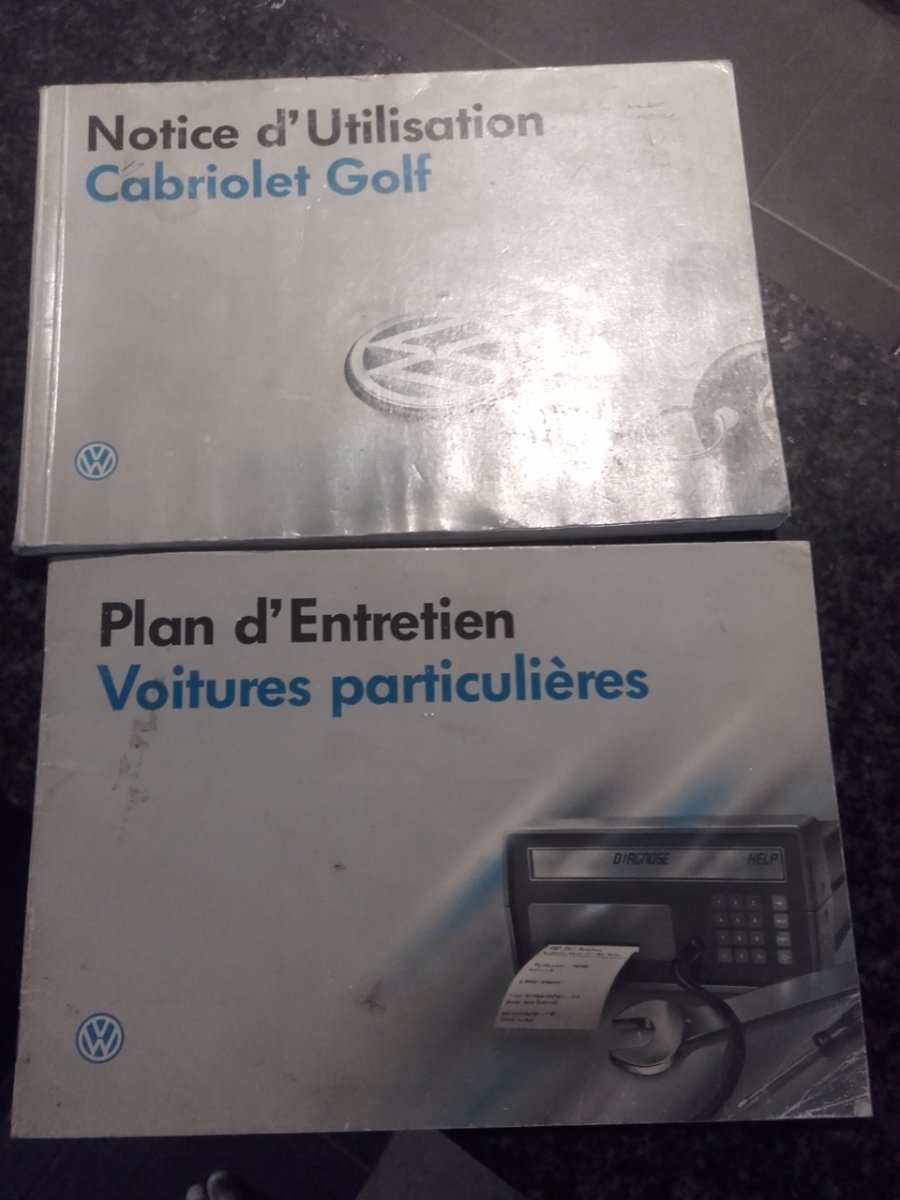 Notice d'Utilisation
Cabriolet Golf
Plan d'Entretien
Voitures particulières
DIAGNOSE HELP